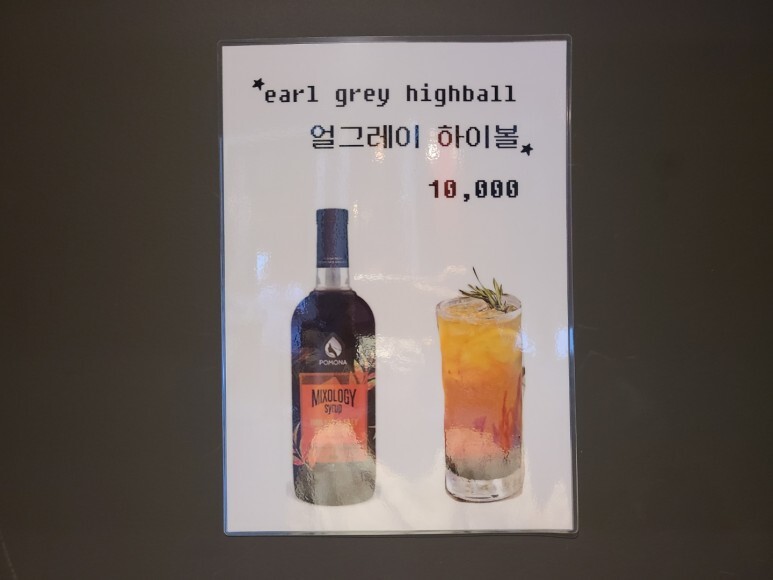 earl grey highball
얼그레이 하이볼
10,000
POMONA
MIXOLOGY
syrup